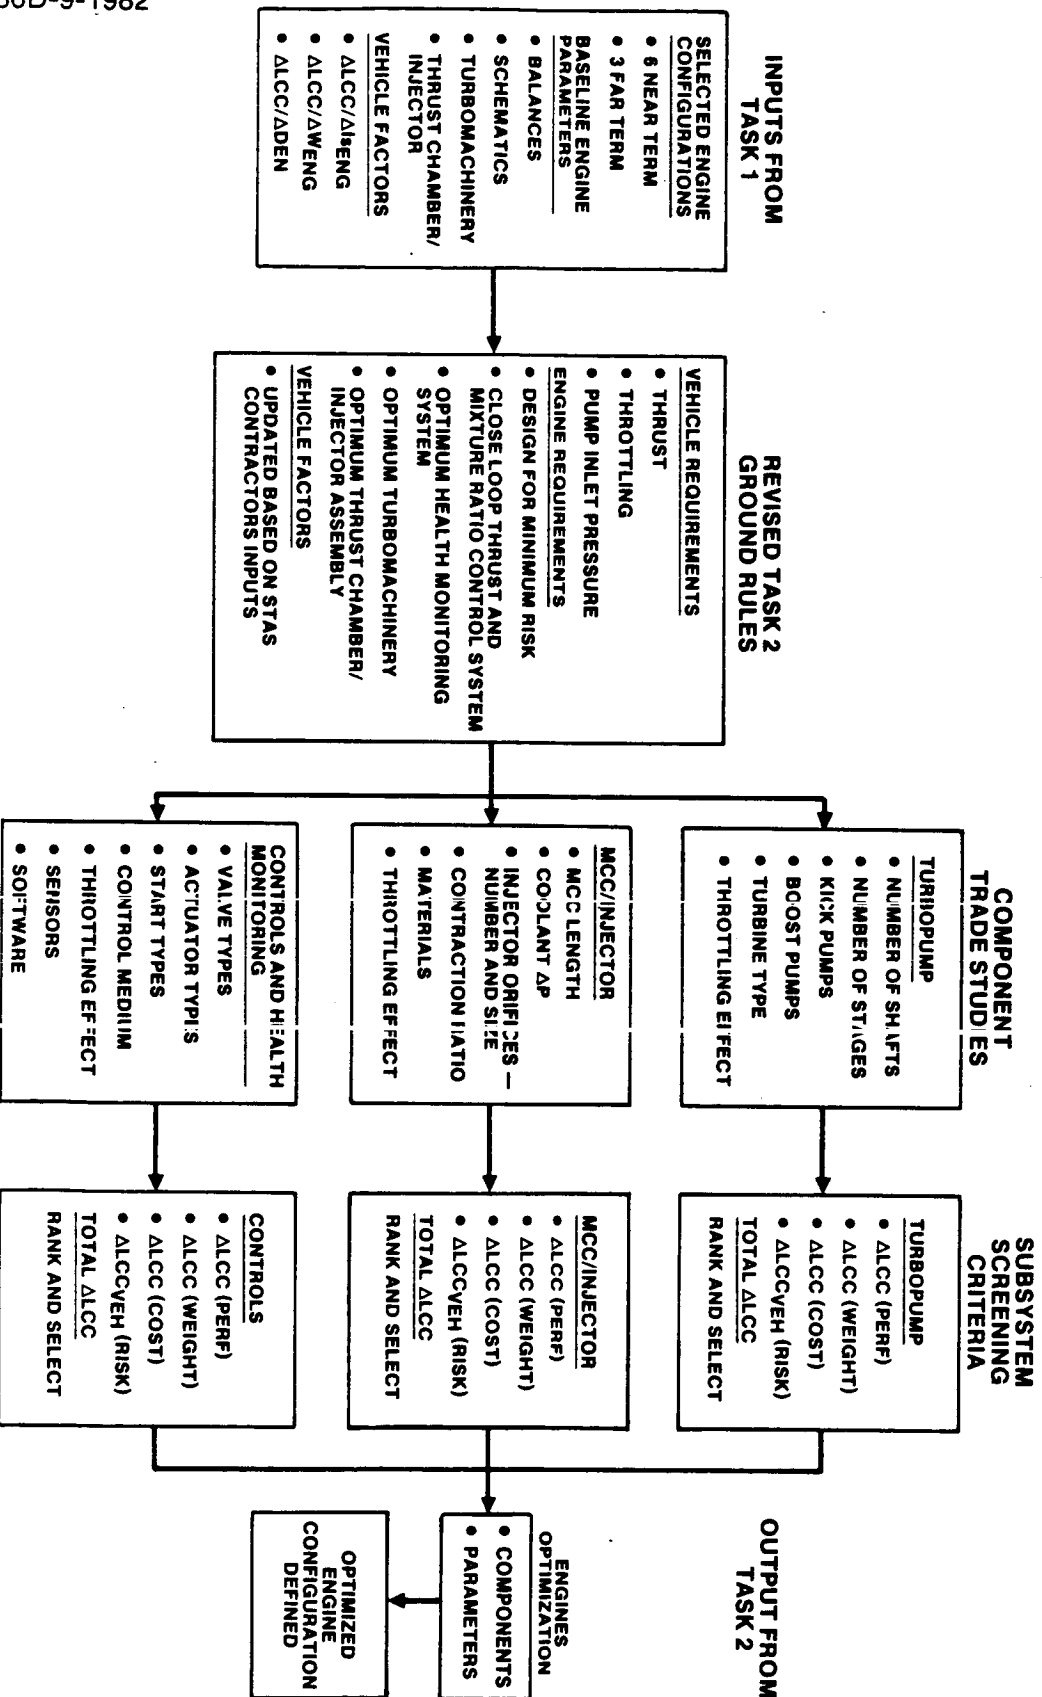 86D-9-1982
INPUTS FROM
TASK 1
SELECTED ENGINE
CONFIGURATIONS
• 6 NEAR TERM
• 3 FAR TERM
BASELINE ENGINE
PARAMETERS
• BALANCES
• SCHEMATICS
• TURBOMACHINERY
• THRUST CHAMBER/
INJECTOR
VEHICLE FACTORS
• ΔLCC/ΔIsENG
• ΔLCC/ΔWENG
• ΔLCC/ΔDEN
REVISED TASK 2
GROUND RULES
VEHICLE REQUIREMENTS
• THRUST
• THROTTLING
• PUMP INLET PRESSURE
ENGINE REQUIREMENTS
• DESIGN FOR MINIMUM RISK
• CLOSE LOOP THRUST AND
MIXTURE RATIO CONTROL SYSTEM
• OPTIMUM HEALTH MONITORING
SYSTEM
• OPTIMUM TURBOMACHINERY
• OPTIMUM THRUST CHAMBER/
INJECTOR ASSEMBLY
VEHICLE FACTORS
• UPDATED BASED ON STAS
CONTRACTORS INPUTS
COMPONENT
TRADE STUDIES
TURBOPUMP
• NUMBER OF SHAFTS
• NUMBER OF STAGES
• KICK PUMPS
• BOOST PUMPS
• TURBINE TYPE
• THROTTLING EFFECT
MCC/INJECTOR
• MCC LENGTH
• COOLANT ΔP
• INJECTOR ORIFICES —
NUMBER AND SIZE
• CONTRACTION RATIO
• MATERIALS
• THROTTLING EFFECT
CONTROLS AND HEALTH
MONITORING
• VALVE TYPES
• ACTUATOR TYPES
• START TYPES
• CONTROL MEDIUM
• THROTTLING EFFECT
• SENSORS
• SOFTWARE
SUBSYSTEM
SCREENING
CRITERIA
TURBOPUMP
• ΔLCC (PERF)
• ΔLCC (WEIGHT)
• ΔLCC (COST)
• ΔLCCVEH (RISK)
TOTAL ΔLCC
RANK AND SELECT
MCC/INJECTOR
• ΔLCC (PERF)
• ΔLCC (WEIGHT)
• ΔLCC (COST)
• ΔLCCVEH (RISK)
TOTAL ΔLCC
RANK AND SELECT
CONTROLS
• ΔLCC (PERF)
• ΔLCC (WEIGHT)
• ΔLCC (COST)
• ΔLCCVEH (RISK)
TOTAL ΔLCC
RANK AND SELECT
OUTPUT FROM
TASK 2
ENGINES
OPTIMIZATION
• COMPONENTS
• PARAMETERS
OPTIMIZED
ENGINE
CONFIGURATION
DEFINED